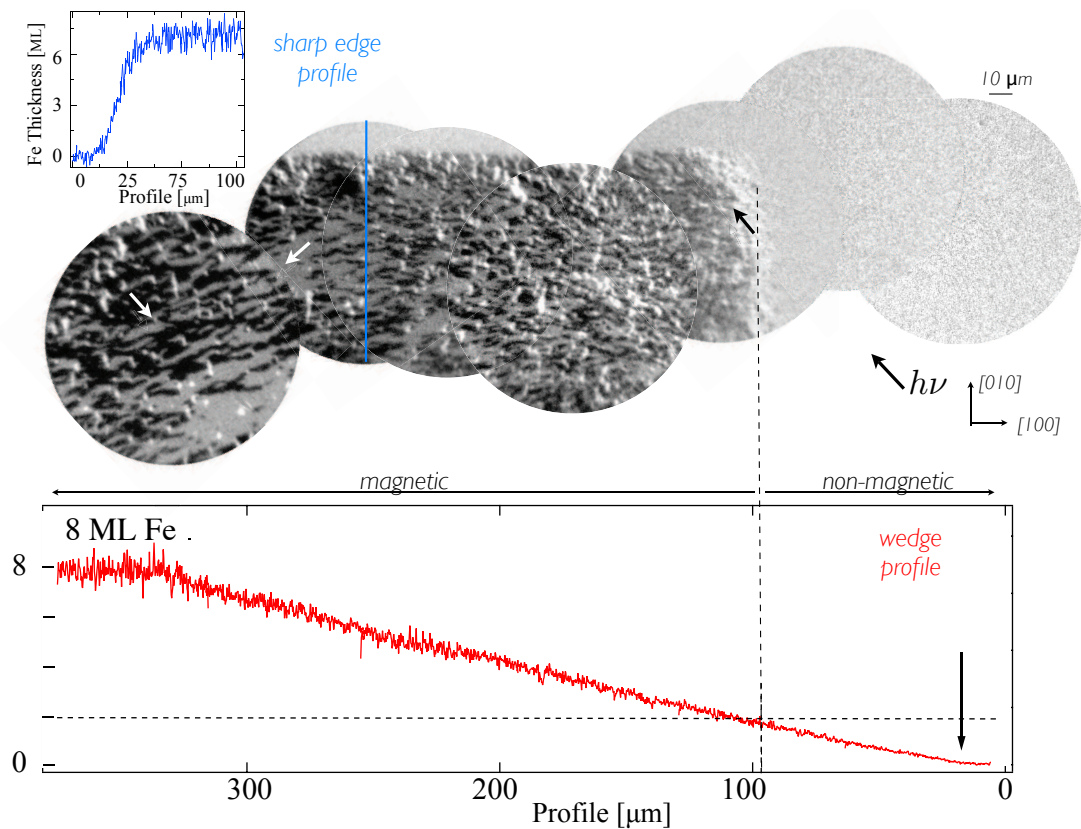 Fe Thickness [ML]
6
3
0
0
25
75
100
Profile [μm]
sharp edge
profile
10 μm
hν
[010]
[100]
magnetic
non-magnetic
8 ML Fe .
wedge
profile
8
0
300
200
100
0
Profile [μm]